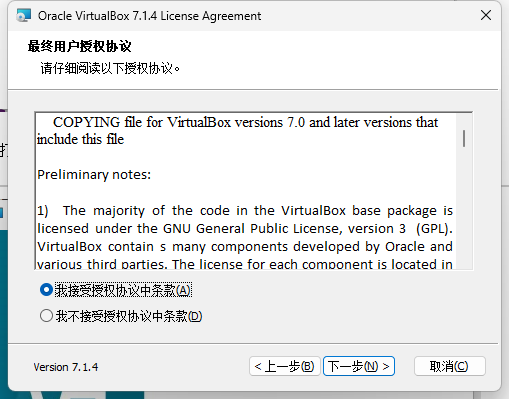 Oracle VirtualBox 7.1.4 License Agreement
最终用户授权协议
请仔细阅读以下授权协议。
COPYING file for VirtualBox versions 7.0 and later versions that
include this file
Preliminary notes:
1) The majority of the code in the VirtualBox base package is
licensed under the GNU General Public License, version 3 (GPL).
VirtualBox contain s many components developed by Oracle and
various third parties. The license for each component is located in
我接受授权协议中条款(A)
我不接受授权协议中条款(D)
Version 7.1.4
< 上一步(B)
下一步(N) >
取消(C)